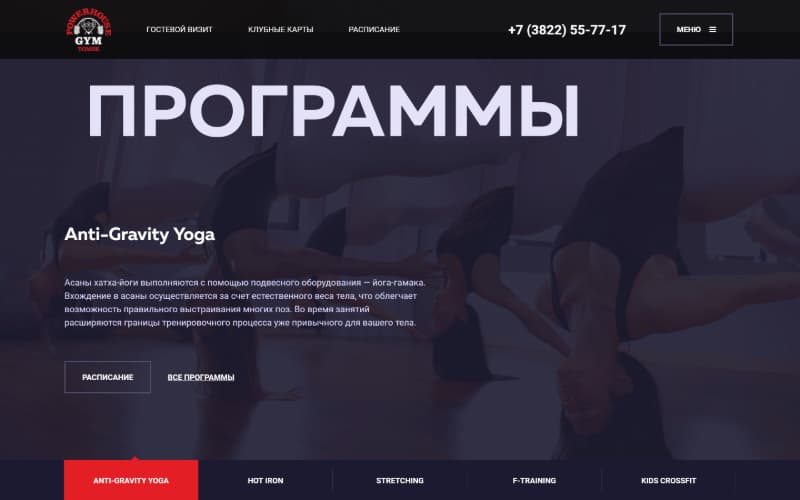 POWERHOUSE
GYM
ТОМСК
ГОСТЕВОЙ ВИЗИТ
КЛУБНЫЕ КАРТЫ
РАСПИСАНИЕ
+7 (3822) 55-77-17
МЕНЮ
ПРОГРАММЫ
Anti-Gravity Yoga
Асаны хатха-йоги выполняются с помощью подвесного оборудования — йога-гамака.
Вхождение в асаны осуществляется за счет естественного веса тела, что облегчает
возможность правильного выстраивания многих поз. Во время занятий
расширяются границы тренировочного процесса уже привычного для вашего тела.
РАСПИСАНИЕ
ВСЕ ПРОГРАММЫ
ANTI-GRAVITY YOGA
HOT IRON
STRETCHING
F-TRAINING
KIDS CROSSFIT